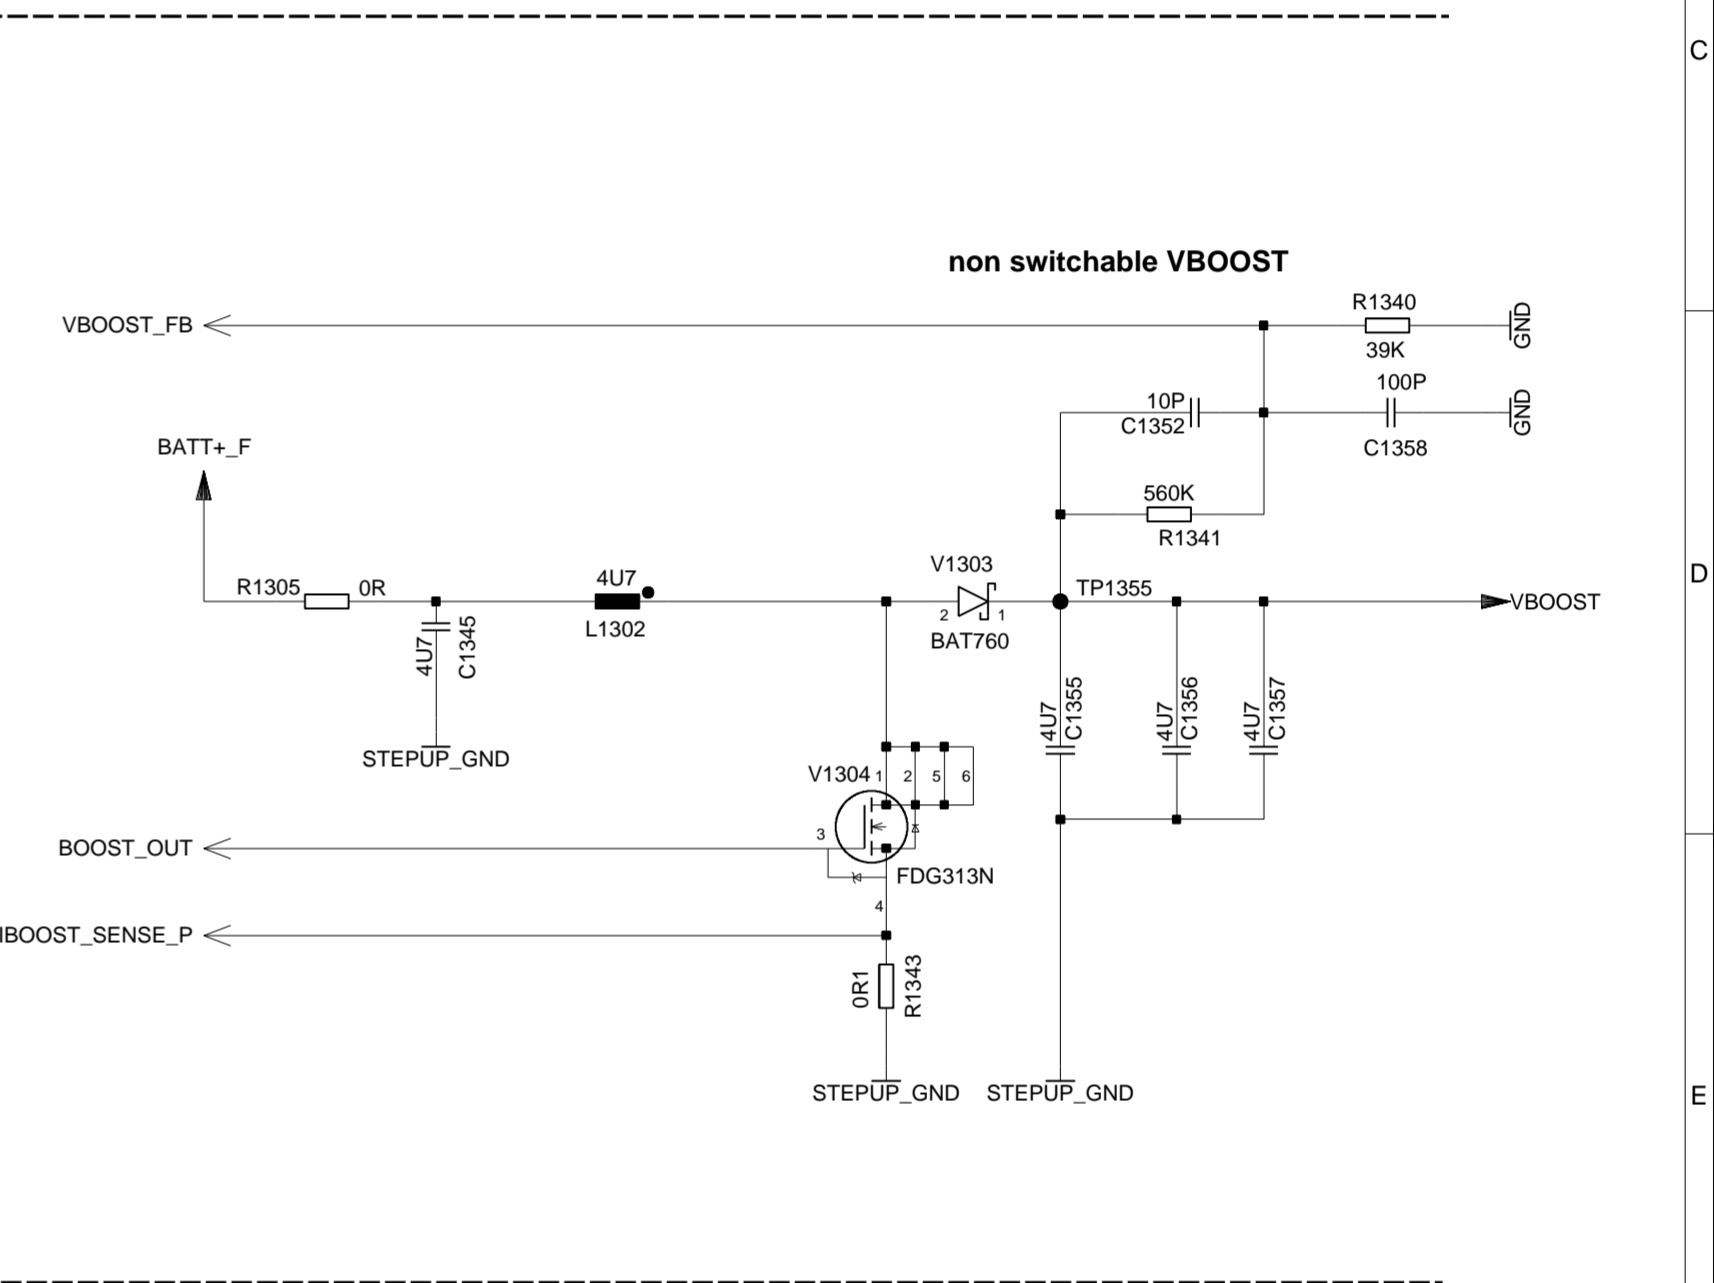 C
non switchable VBOOST
R1340
VBOOST_FB
GND
39K
100P
10P
C1352
GND
BATT+_F
C1358
560K
R1341
V1303
D
R1305
0R
4U7
TP1355
VBOOST
2
1
L1302
BAT760
4U7
C1345
4U7
C1355
4U7
C1356
4U7
C1357
STEPUP_GND
V1304
1
2
5
6
3
BOOST_OUT
FDG313N
4
IBOOST_SENSE_P
0R1
R1343
STEPUP_GND
STEPUP_GND
E